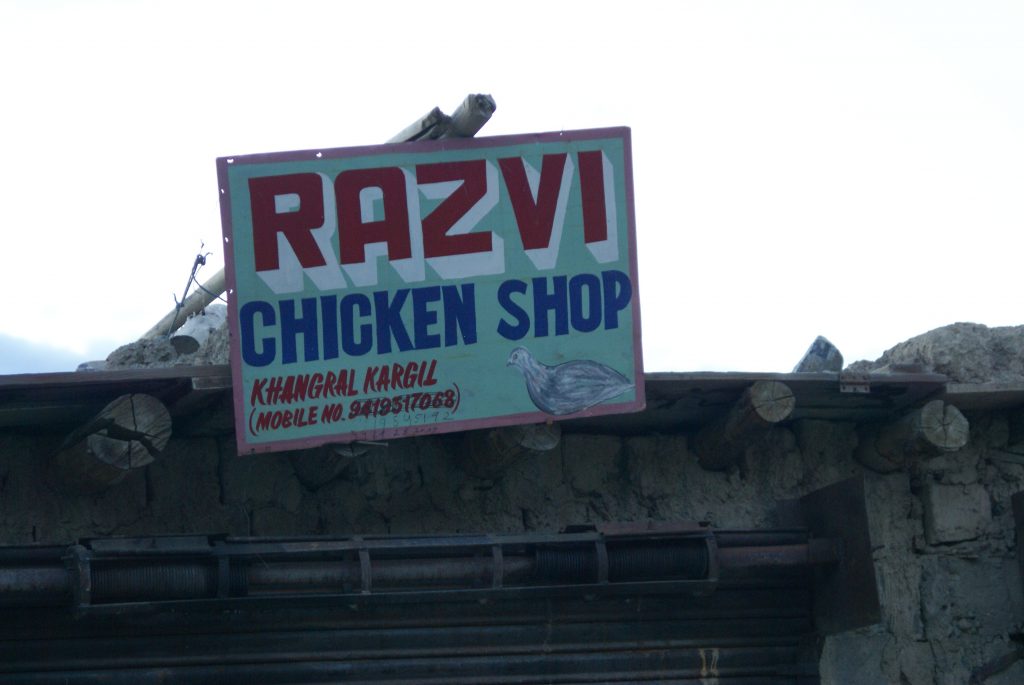 RAZVI
CHICKEN SHOP
KHANGRAL KARGIL
(MOBILE NO. 9419517068)